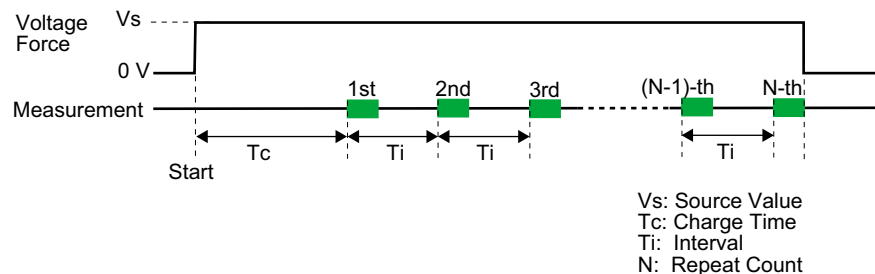 Voltage
Force
Vs
0 V
1st 2nd 3rd (N-1)-th N-th
Measurement
Tc Ti Ti Ti
Start
Vs: Source Value
Tc: Charge Time
Ti: Interval
N: Repeat Count